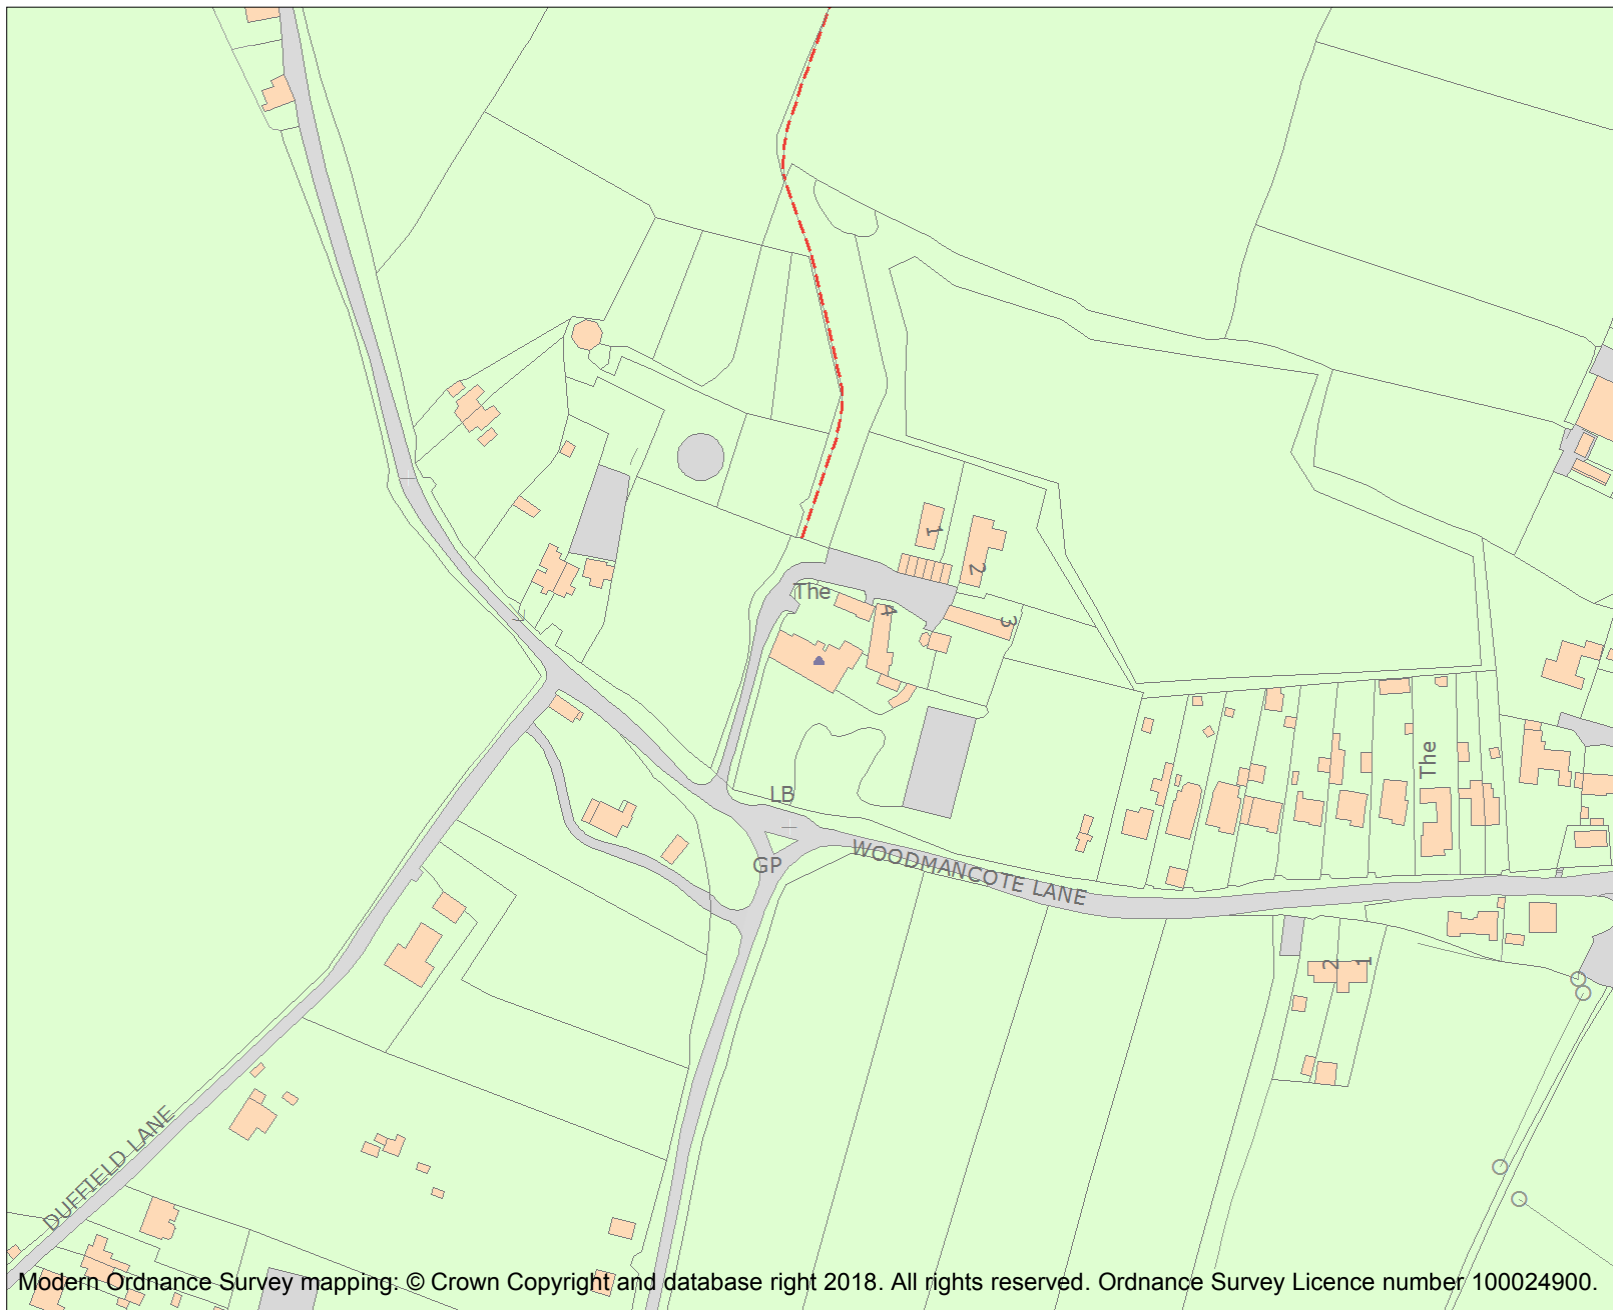 1
2
The
4
3
The
LB
GP
WOODMANCOTE LANE
2
1
DUFFIELD LANE
Modern Ordnance Survey mapping: © Crown Copyright and database right 2018. All rights reserved. Ordnance Survey Licence number 100024900.